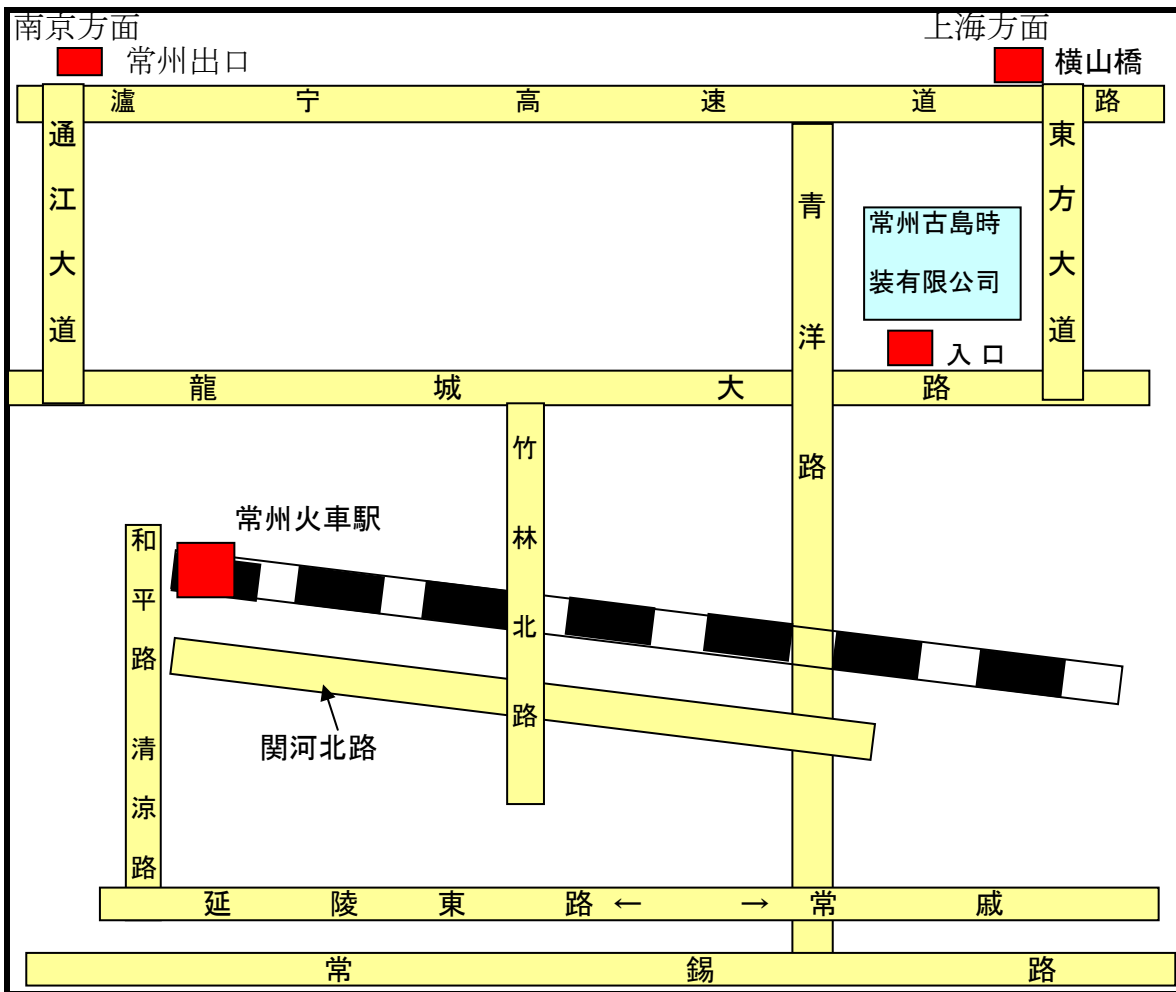 南京方面
上海方面
常州出口
横山橋
瀘宁高速道路
通江大道
東方大道
青洋路
常州古島時
装有限公司
入口
龍城大路
竹林北路
常州火車駅
和平路 清涼路
関河北路
延陵東路← →常戚
常錫路